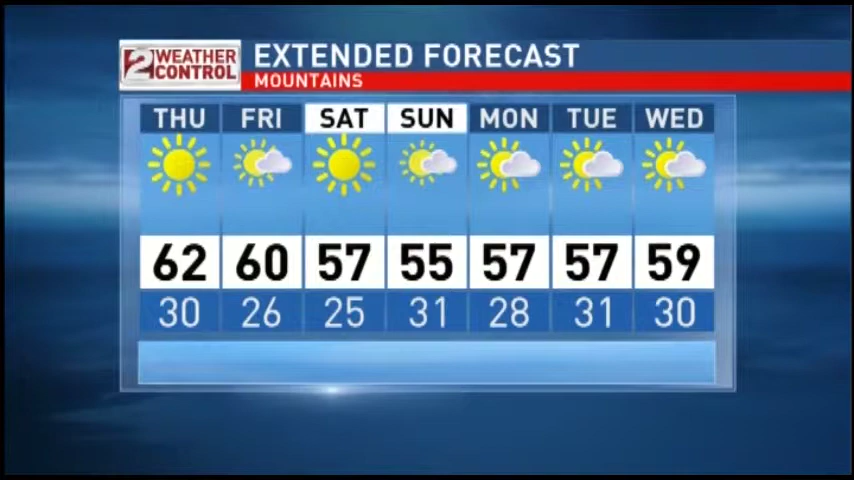 2 WEATHER CONTROL
EXTENDED FORECAST
MOUNTAINS
THU FRI SAT SUN MON TUE WED
62 60 57 55 57 57 59
30 26 25 31 28 31 30